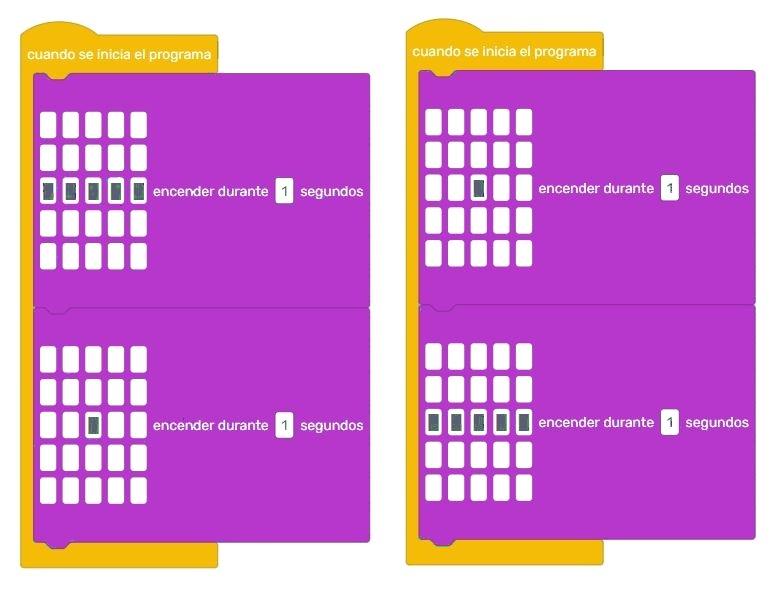 cuando se inicia el programa
encender durante 1 segundos
encender durante 1 segundos
cuando se inicia el programa
encender durante 1 segundos
encender durante 1 segundos